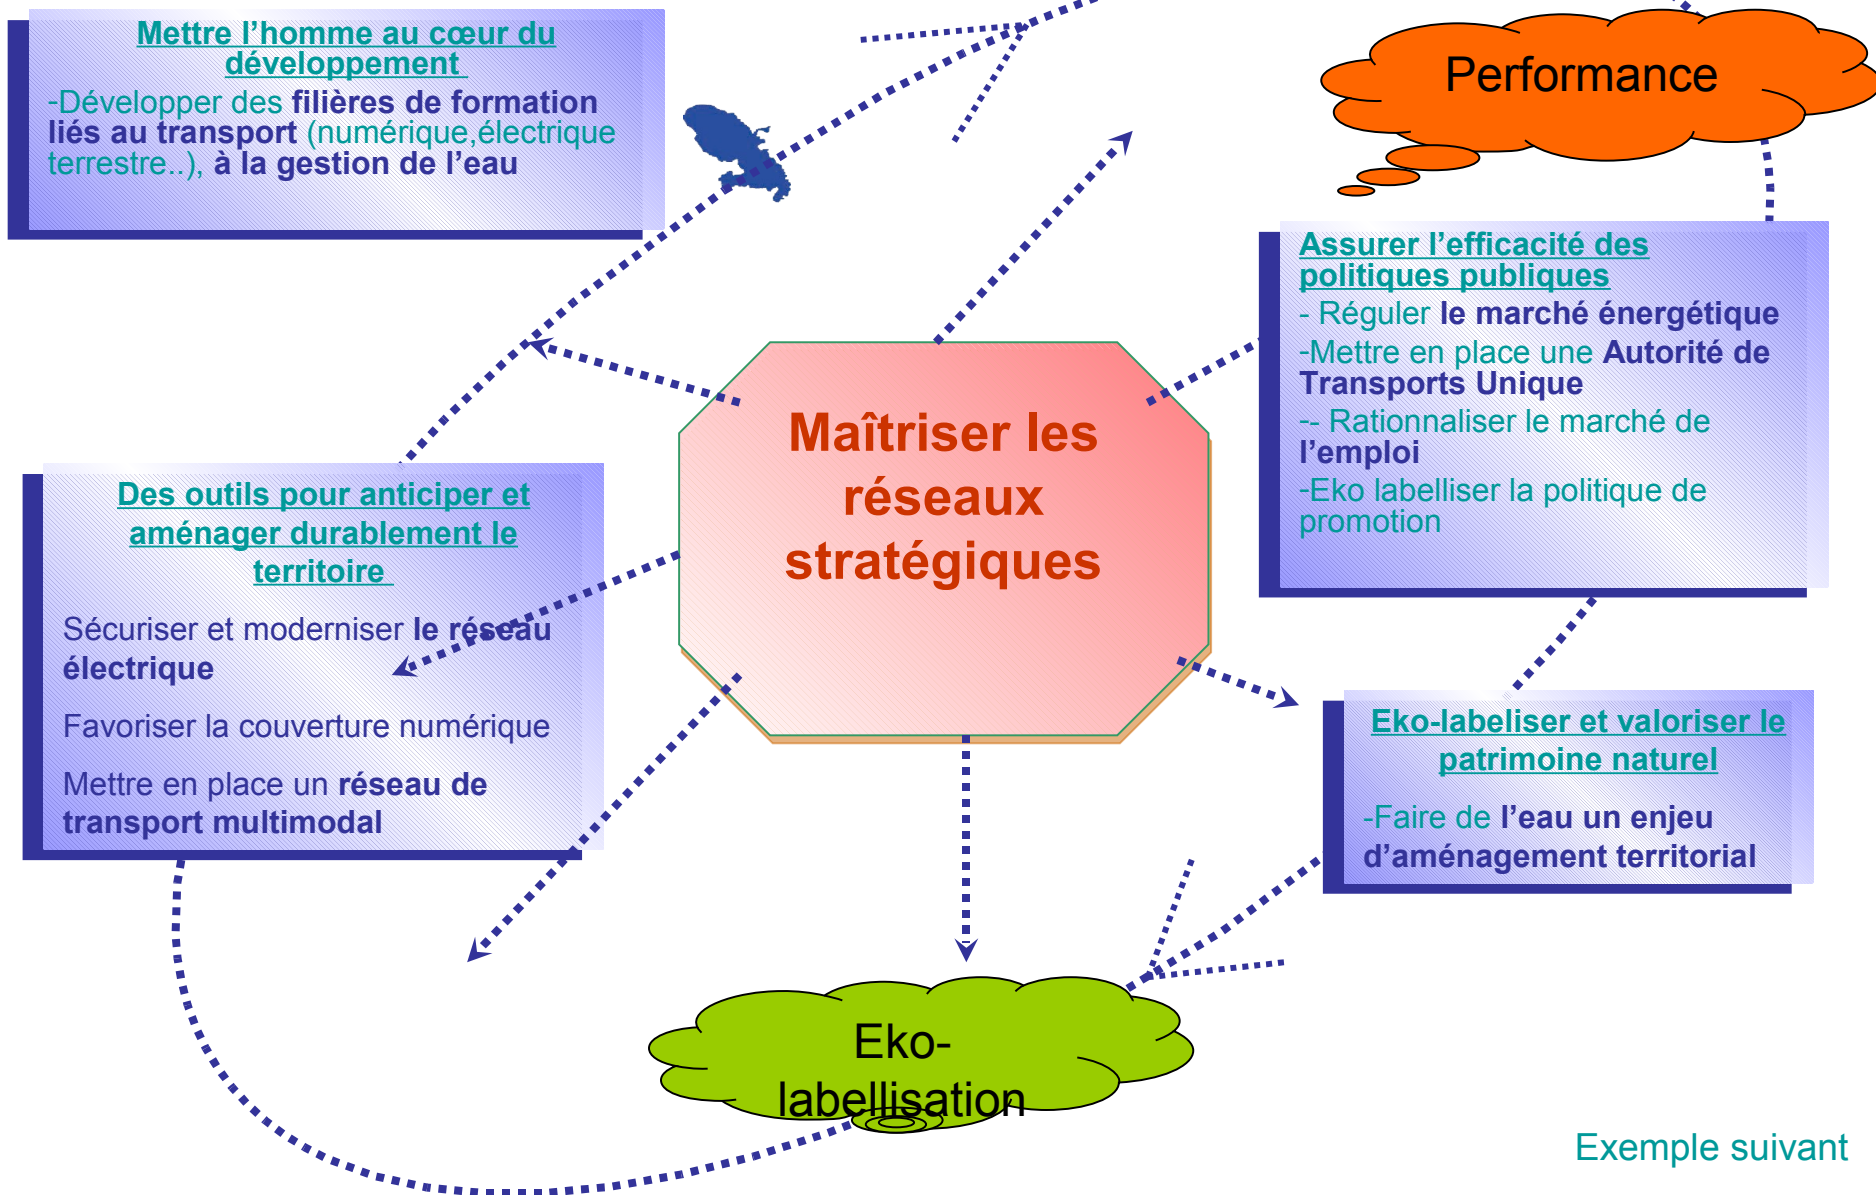 Mettre l’homme au cœur du
développement
-Développer des filières de formation
liés au transport (numérique,électrique
terrestre..), à la gestion de l’eau
Performance
Assurer l’efficacité des
politiques publiques
- Réguler le marché énergétique
-Mettre en place une Autorité de
Transports Unique
-- Rationnaliser le marché de
l’emploi
-Eko labelliser la politique de
promotion
Maîtriser les
réseaux
stratégiques
Des outils pour anticiper et
aménager durablement le
territoire
Sécuriser et moderniser le réseau
électrique
Favoriser la couverture numérique
Mettre en place un réseau de
transport multimodal
Eko-labeliser et valoriser le
patrimoine naturel
-Faire de l’eau un enjeu
d’aménagement territorial
Eko-
labellisation
Exemple suivant